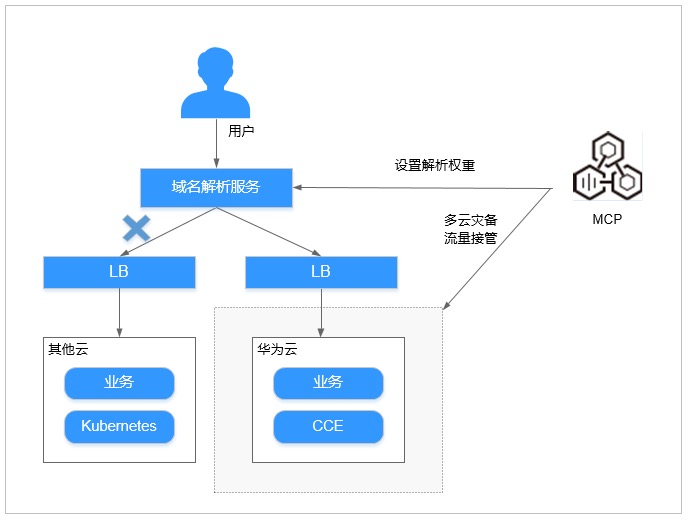 用户
域名解析服务
设置解析权重
MCP
多云灾备
流量接管
LB
LB
其他云
华为云
业务
业务
Kubernetes
CCE